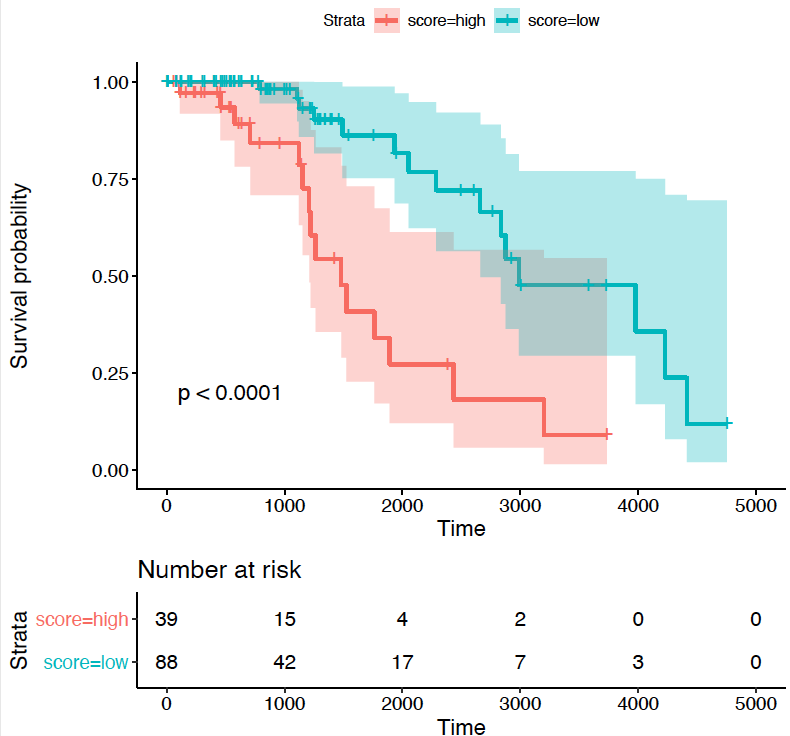 Strata score=high score=low
1.00
0.75
0.50
0.25
0.00
Survival probability
p < 0.0001
0 1000 2000 3000 4000 5000
Time
Number at risk
Strata
score=high 39 15 4 2 0 0
score=low 88 42 17 7 3 0
0 1000 2000 3000 4000 5000
Time